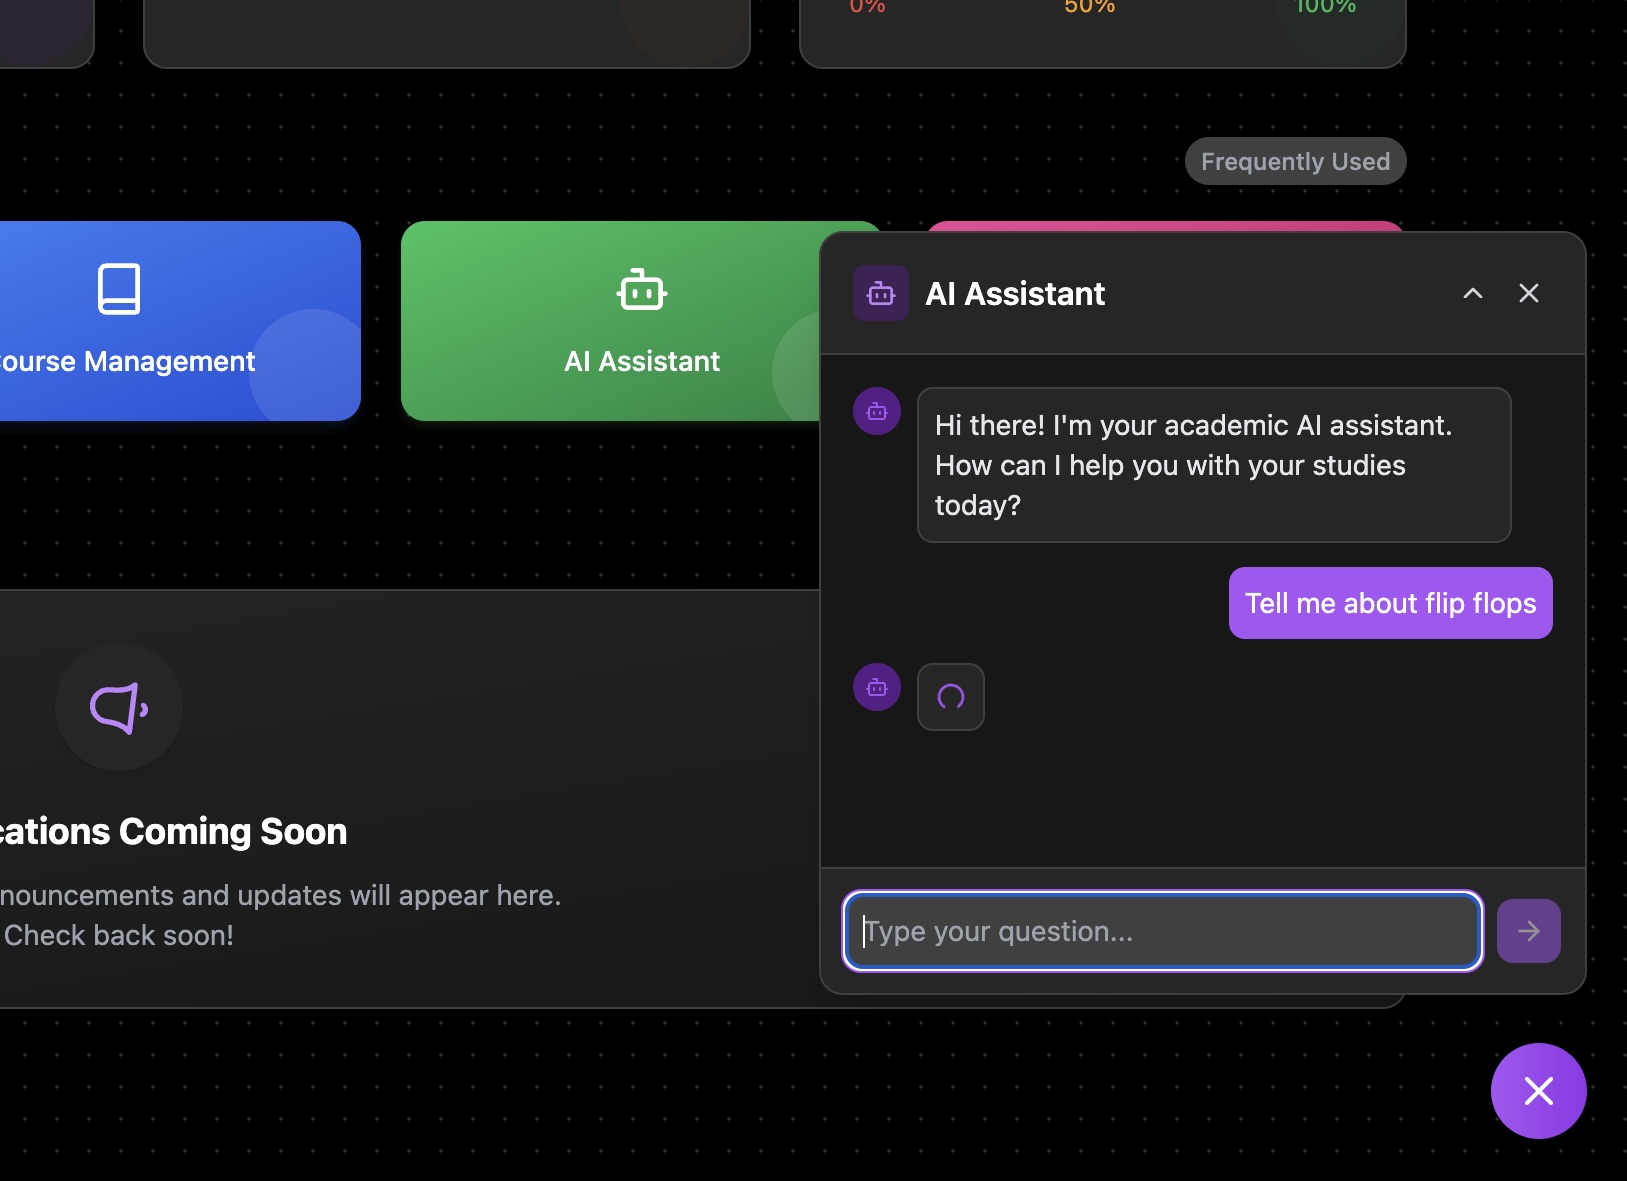 0%
50%
100%
Frequently Used
ourse Management
AI Assistant
cations Coming Soon
nouncements and updates will appear here.
Check back soon!
AI Assistant
Hi there! I'm your academic AI assistant.
How can I help you with your studies
today?
Tell me about flip flops
Type your question...